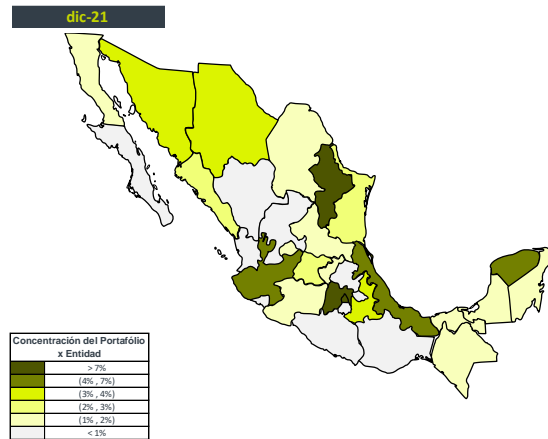 dic-21
Concentración del Portafólio
x Entidad
> 7%
(4% , 7%)
(3% , 4%)
(2% , 3%)
(1% , 2%)
< 1%